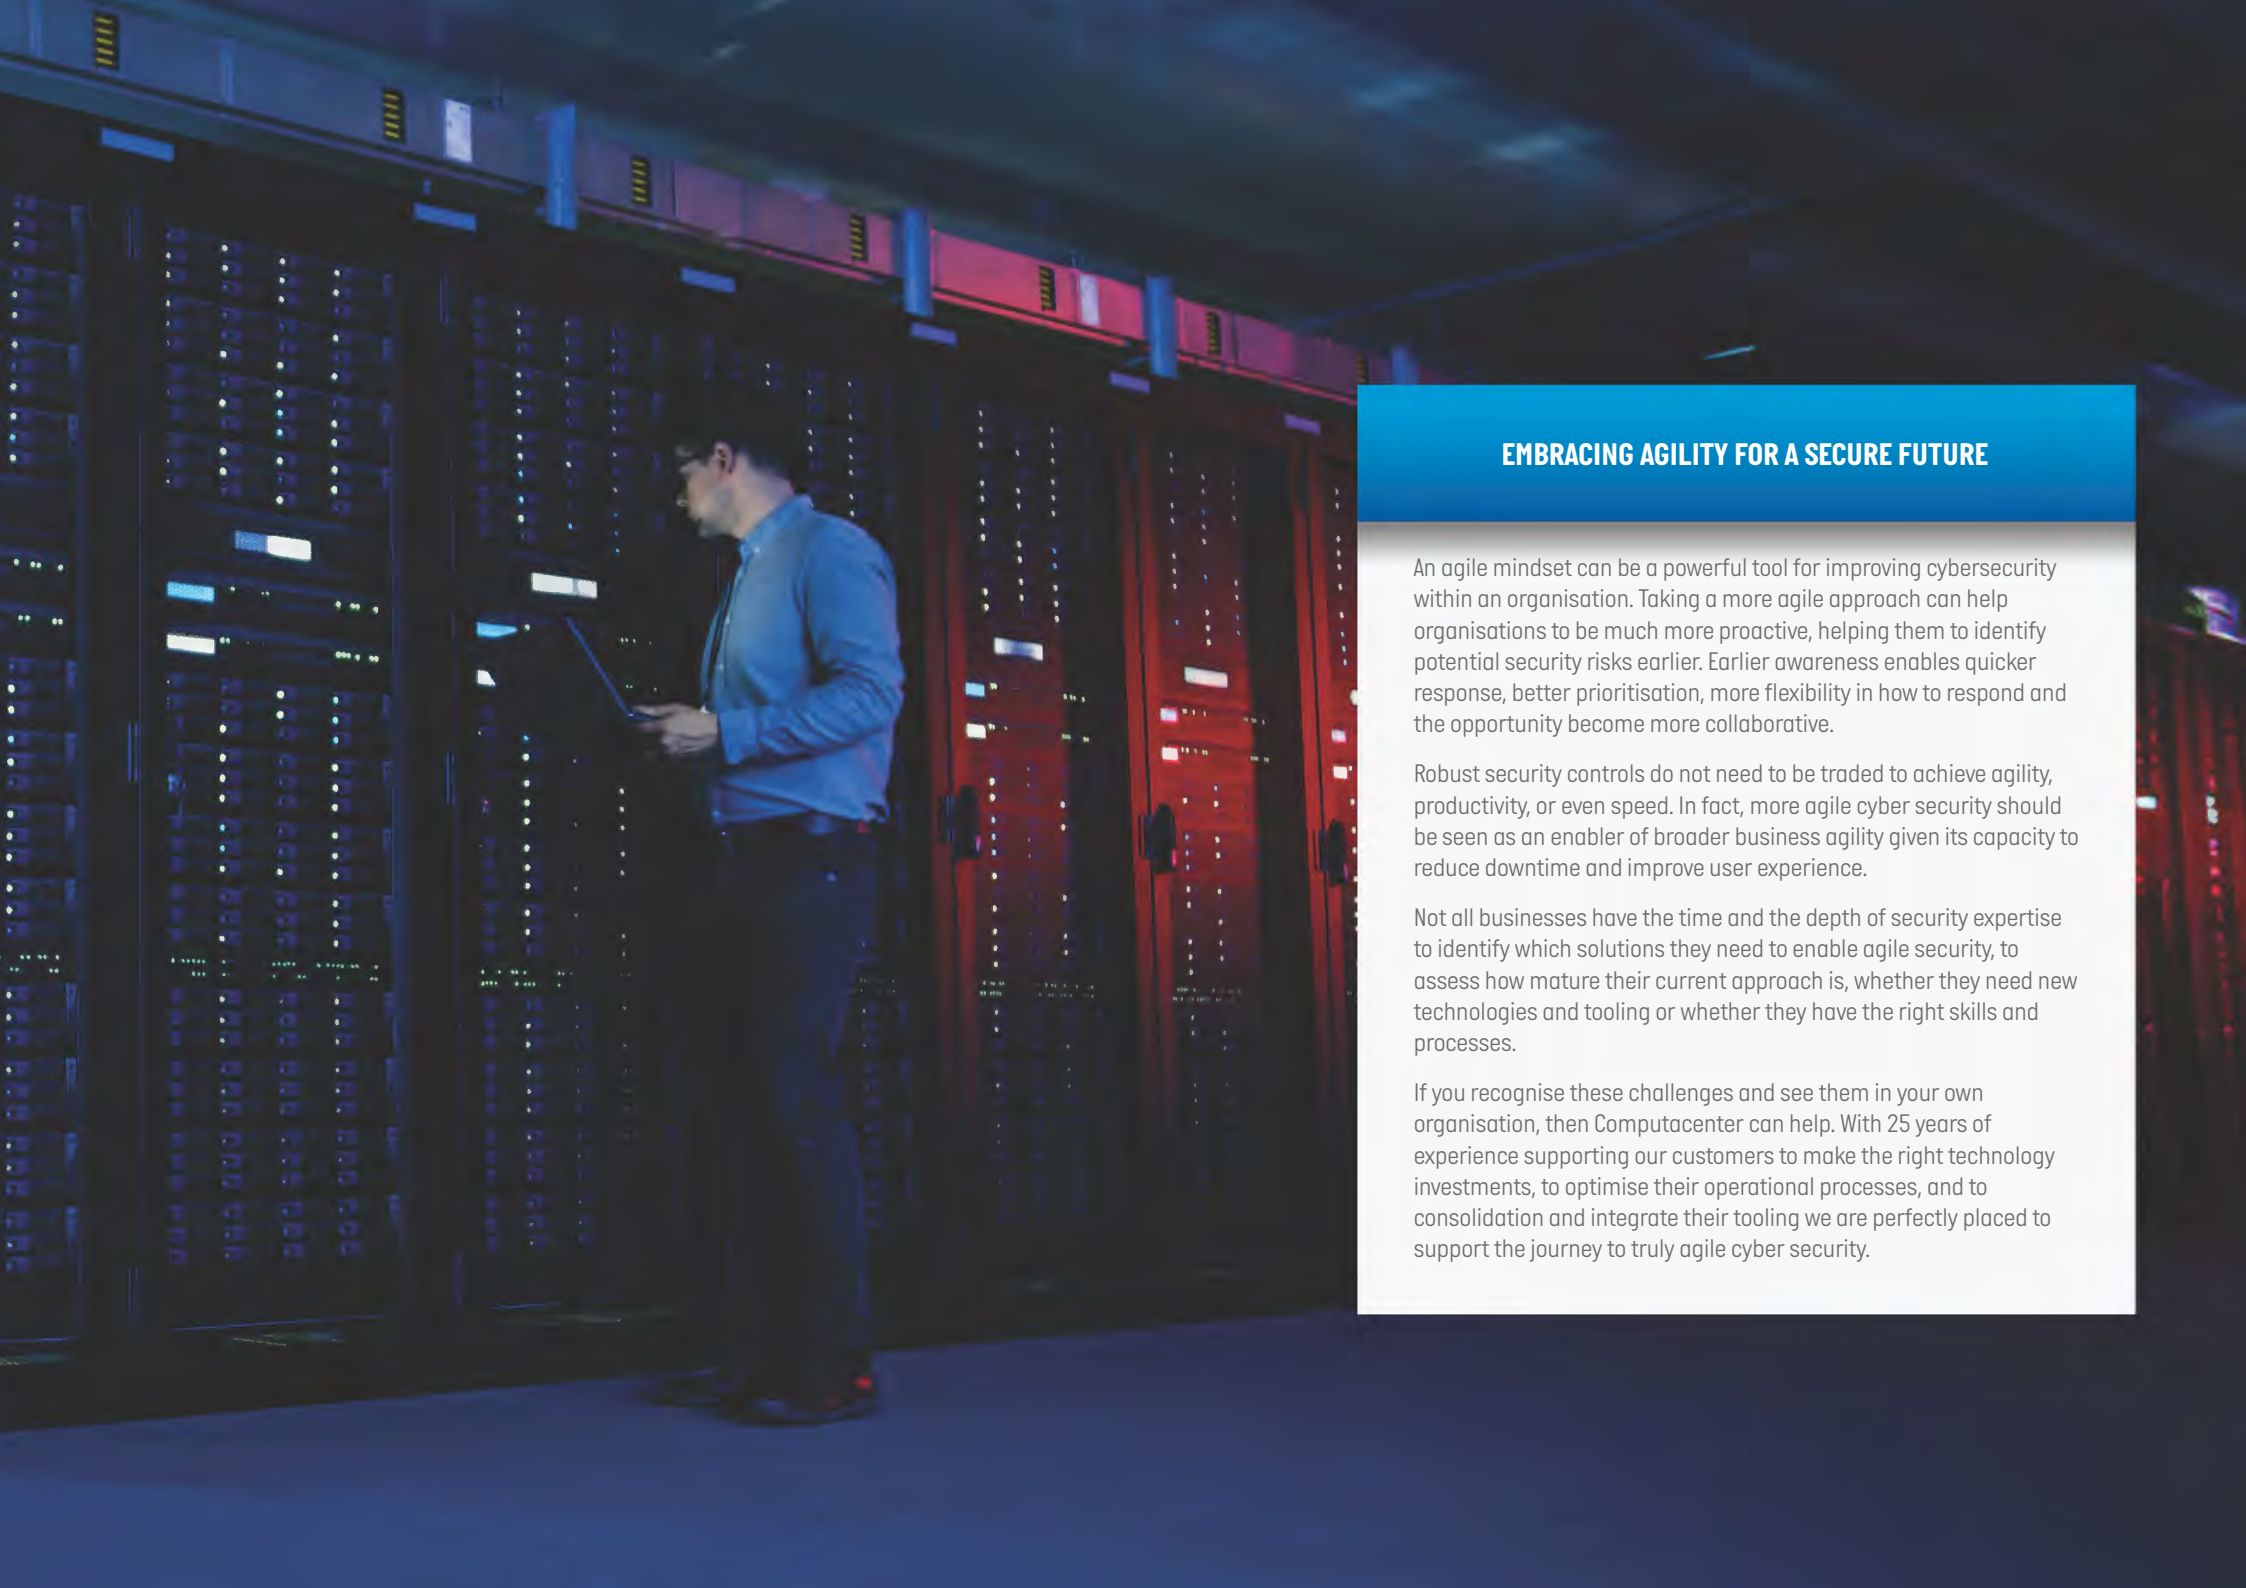 EMBRACING AGILITY FOR A SECURE FUTURE
An agile mindset can be a powerful tool for improving cybersecurity
within an organisation. Taking a more agile approach can help
organisations to be much more proactive, helping them to identify
potential security risks earlier. Earlier awareness enables quicker
response, better prioritisation, more flexibility in how to respond and
the opportunity become more collaborative.
Robust security controls do not need to be traded to achieve agility,
productivity, or even speed. In fact, more agile cyber security should
be seen as an enabler of broader business agility given its capacity to
reduce downtime and improve user experience.
Not all businesses have the time and the depth of security expertise
to identify which solutions they need to enable agile security, to
assess how mature their current approach is, whether they need new
technologies and tooling or whether they have the right skills and
processes.
If you recognise these challenges and see them in your own
organisation, then Computacenter can help. With 25 years of
experience supporting our customers to make the right technology
investments, to optimise their operational processes, and to
consolidation and integrate their tooling we are perfectly placed to
support the journey to truly agile cyber security.